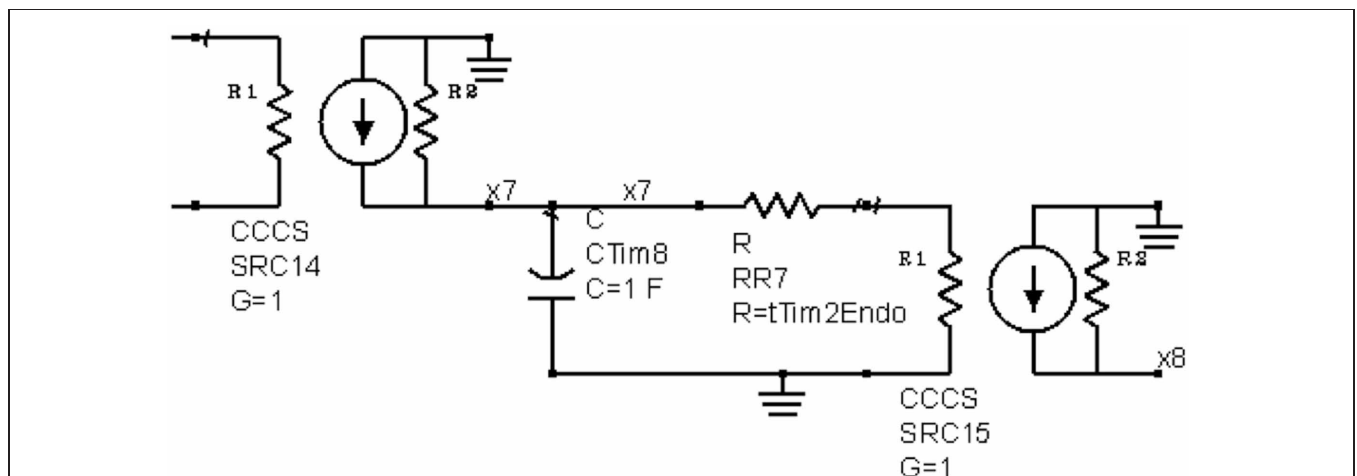 R1
R2
CCCS
SRC14
G=1
x7
x7
C
CTim8
C=1 F
R
RR7
R=tTim2Endo
R1
R2
x8
CCCS
SRC15
G=1